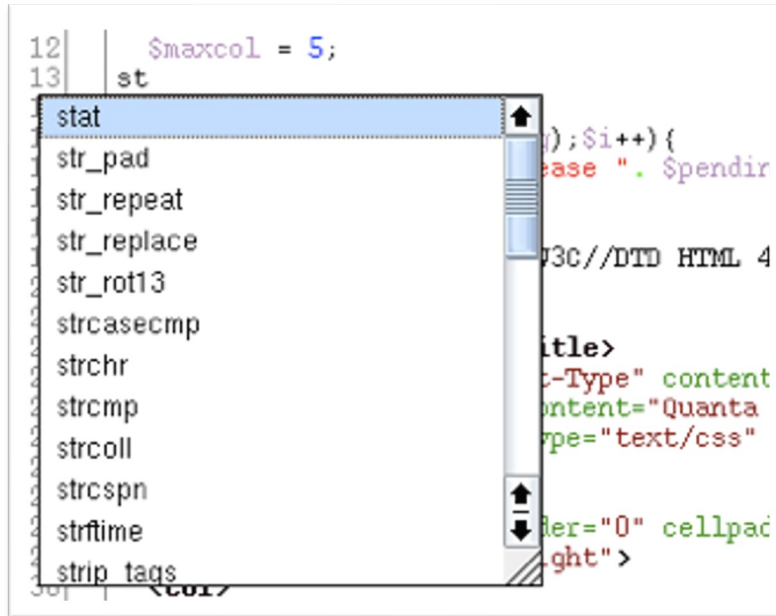 12 $maxcol = 5;
13 st
stat
str_pad
str_repeat
str_replace
str_rot13
strcasecmp
strchr
strcmp
strcoll
strcspn
strftime
strip_tags
);$i++){
ease ". $pendin
W3C//DTD HTML 4
itle>
t-Type" content
ontent="Quanta
ype="text/css"
der="0" cellpad
ght">